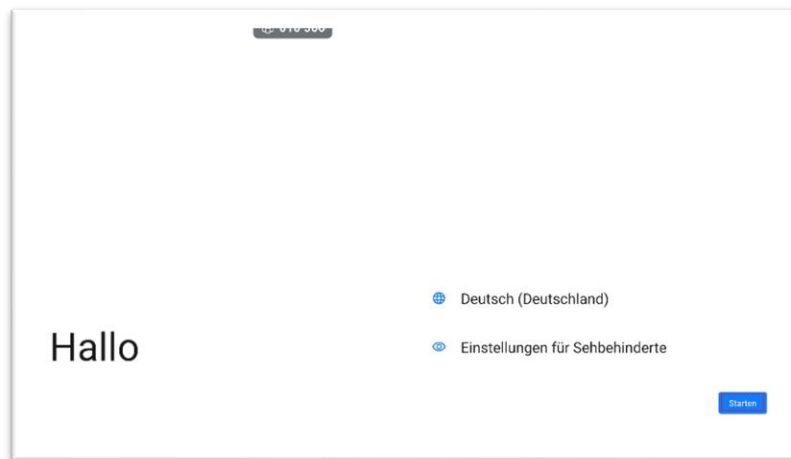 Deutsch (Deutschland)
Hallo
Einstellungen für Sehbehinderte
Starten